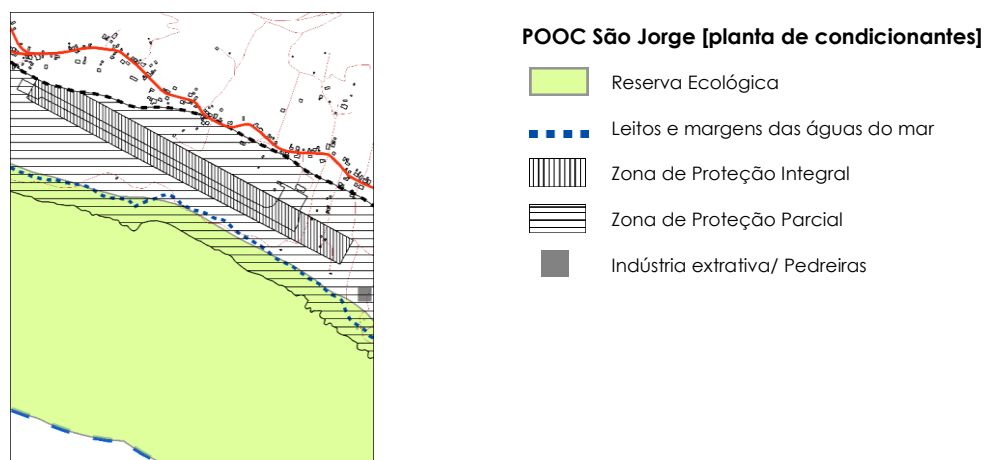 POOC São Jorge [planta de condicionantes]
Reserva Ecológica
Leitos e margens das águas do mar
Zona de Proteção Integral
Zona de Proteção Parcial
Indústria extrativa/ Pedreiras